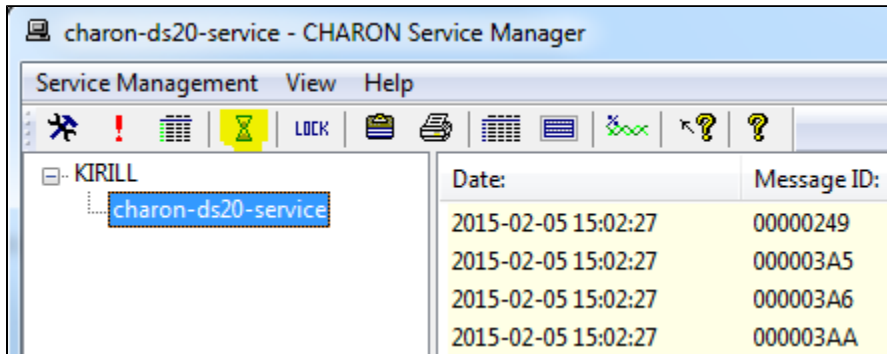 charon-ds20-service - CHARON Service Manager
Service Management View Help
LOCK
KIRILL
charon-ds20-service
Date: Message ID:
2015-02-05 15:02:27 00000249
2015-02-05 15:02:27 000003A5
2015-02-05 15:02:27 000003A6
2015-02-05 15:02:27 000003AA